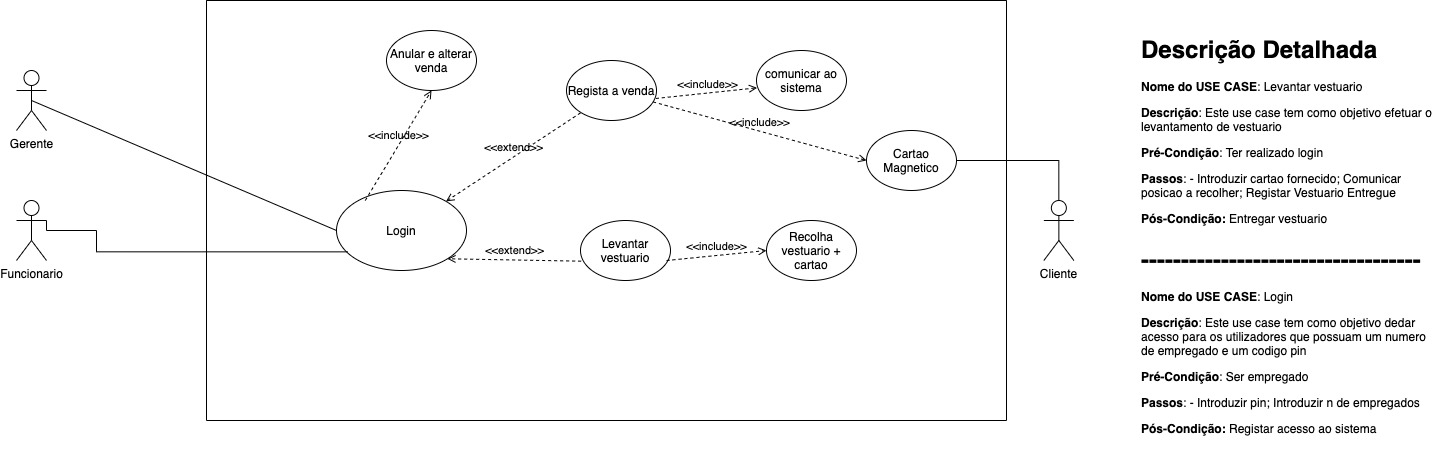 Anular e alterar
venda
<<include>>
Regista a venda
<<include>>
comunicar ao
sistema
<<include>>
<<extend>>
Cartao
Magnetico
Gerente
Login
Funcionario
<<extend>>
Levantar
vestuario
<<include>>
Recolha
vestuario +
cartao
Cliente
Descrição Detalhada
Nome do USE CASE: Levantar vestuario
Descrição: Este use case tem como objetivo efetuar o
levantamento de vestuario
Pré-Condição: Ter realizado login
Passos: - Introduzir cartao fornecido; Comunicar
posicao a recolher; Registar Vestuario Entregue
Pós-Condição: Entregar vestuario
-----------------------------------
Nome do USE CASE: Login
Descrição: Este use case tem como objetivo dedar
acesso para os utilizadores que possuam um numero
de empregado e um codigo pin
Pré-Condição: Ser empregado
Passos: - Introduzir pin; Introduzir n de empregados
Pós-Condição: Registar acesso ao sistema